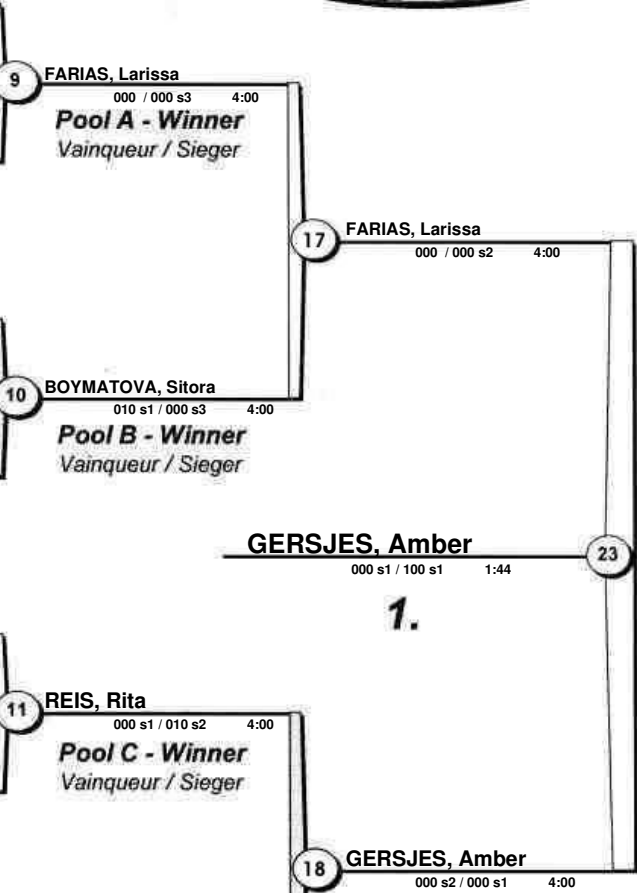 9
FARIAS, Larissa
000 / 000 s3 4:00
Pool A - Winner
Vainqueur / Sieger
17
FARIAS, Larissa
000 / 000 s2 4:00
10
BOYMATOVA, Sitora
010 s1 / 000 s3 4:00
Pool B - Winner
Vainqueur / Sieger
GERSJES, Amber
23
000 s1 / 100 s1 1:44
1.
11
REIS, Rita
000 s1 / 010 s2 4:00
Pool C - Winner
Vainqueur / Sieger
18
GERSJES, Amber
000 s2 / 000 s1 4:00